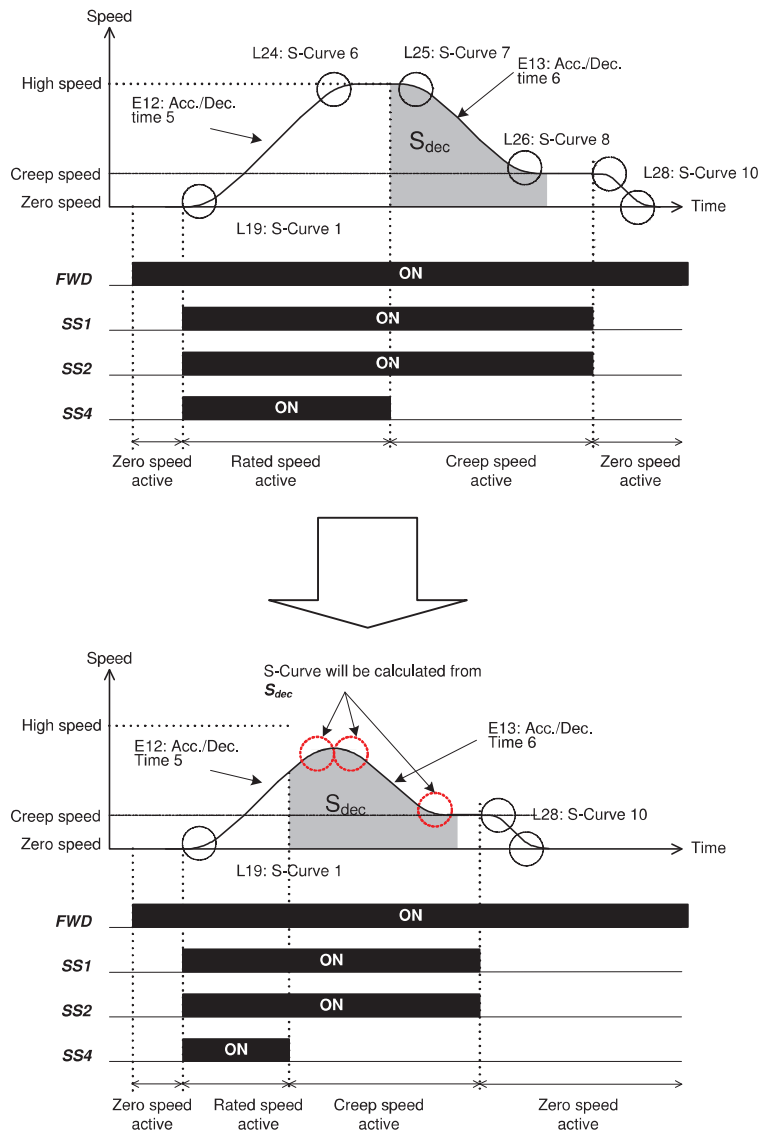 Speed
L24: S-Curve 6
L25: S-Curve 7
E13: Acc./Dec.
time 6
High speed
E12: Acc./Dec.
time 5
Sdec
L26: S-Curve 8
Creep speed
L28: S-Curve 10
Zero speed
Time
L19: S-Curve 1
FWD
ON
SS1
ON
SS2
ON
SS4
ON
Zero speed
active
Rated speed
active
Creep speed
active
Zero speed
active
Speed
S-Curve will be calculated from
Sdec
High speed
E12: Acc./Dec.
Time 5
E13: Acc./Dec.
Time 6
Sdec
Creep speed
L28: S-Curve 10
Zero speed
Time
L19: S-Curve 1
FWD
ON
SS1
ON
SS2
ON
SS4
ON
Zero speed
active
Rated speed
active
Creep speed
active
Zero speed
active